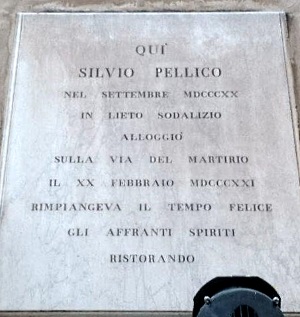 QUI'
SILVIO PELLICO
NEL SETTEMBRE MDCCCXX
IN LIETO SODALIZIO
ALLOGGIO'
SULLA VIA DEL MARTIRIO
IL XX FEBBRAIO MDCCCXXI
RIMPIANGEVA IL TEMPO FELICE
GLI AFFRANTI SPIRITI
RISTORANDO